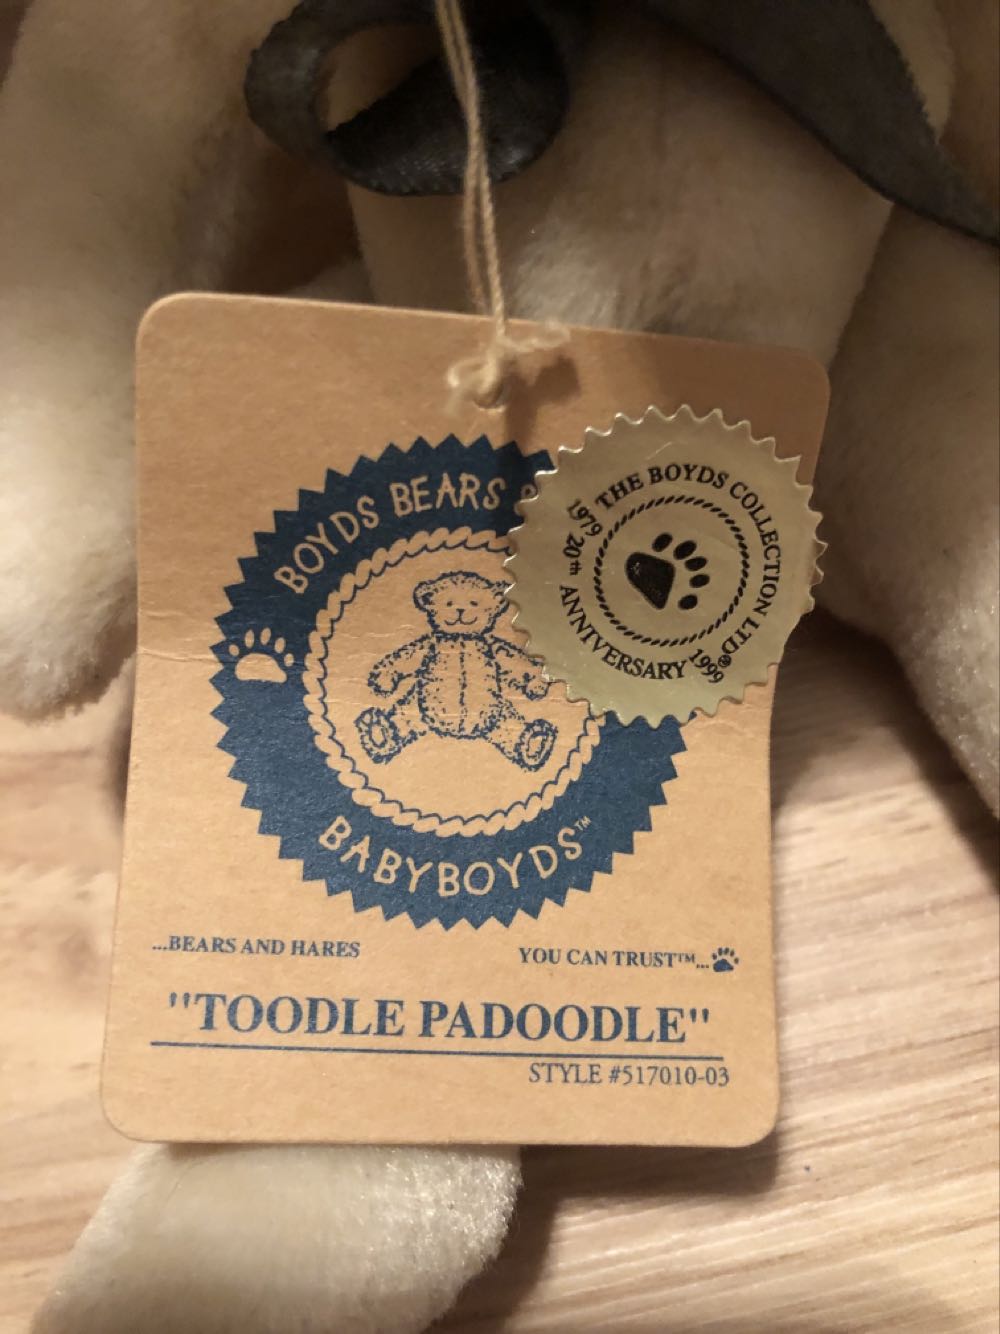 BOYDS BEARS &
BABYBOYDS™
THE BOYDS COLLECTION LTD®
1979 20th ANNIVERSARY 1999
...BEARS AND HARES
YOU CAN TRUST™...
"TOODLE PADOODLE"
STYLE #517010-03